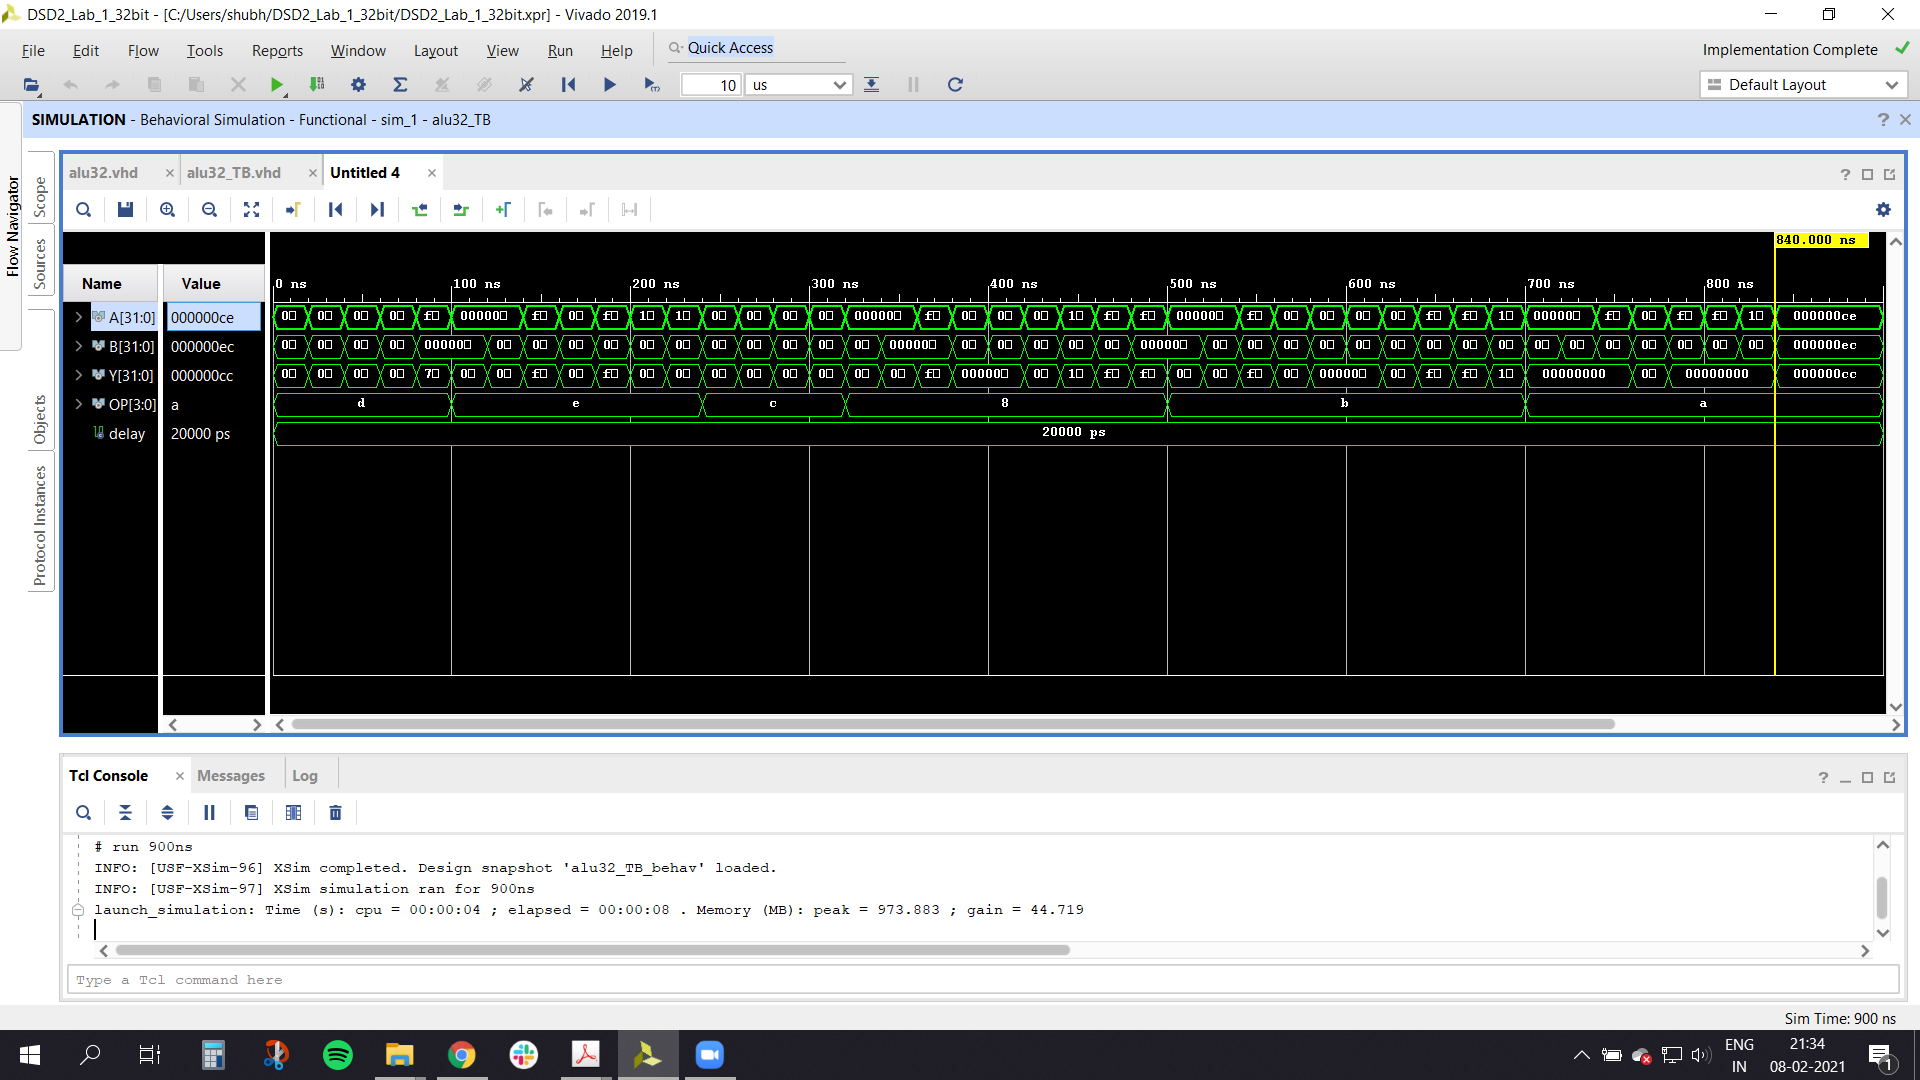 DSD2_Lab_1_32bit - [C:/Users/shubh/DSD2_Lab_1_32bit/DSD2_Lab_1_32bit.xpr] - Vivado 2019.1
File Edit Flow Tools Reports Window Layout View Run Help Quick Access
Implementation Complete
10 us
Default Layout
SIMULATION - Behavioral Simulation - Functional - sim_1 - alu32_TB
Flow Navigator
Scope
Sources
Objects
Protocol Instances
alu32.vhd alu32_TB.vhd Untitled 4
840.000 ns
Name Value
0 ns 100 ns 200 ns 300 ns 400 ns 500 ns 600 ns 700 ns 800 ns
A[31:0] 000000ce 000000ce
B[31:0] 000000ec 000000ec
Y[31:0] 000000cc 00000000 00000000 000000cc
OP[3:0] a d e c 8 b a
delay 20000 ps 20000 ps
Tcl Console Messages Log
# run 900ns
INFO: [USF-XSim-96] XSim completed. Design snapshot 'alu32_TB_behav' loaded.
INFO: [USF-XSim-97] XSim simulation ran for 900ns
launch_simulation: Time (s): cpu = 00:00:04 ; elapsed = 00:00:08 . Memory (MB): peak = 973.883 ; gain = 44.719
Type a Tcl command here
Sim Time: 900 ns
ENG
IN
21:34
08-02-2021
1